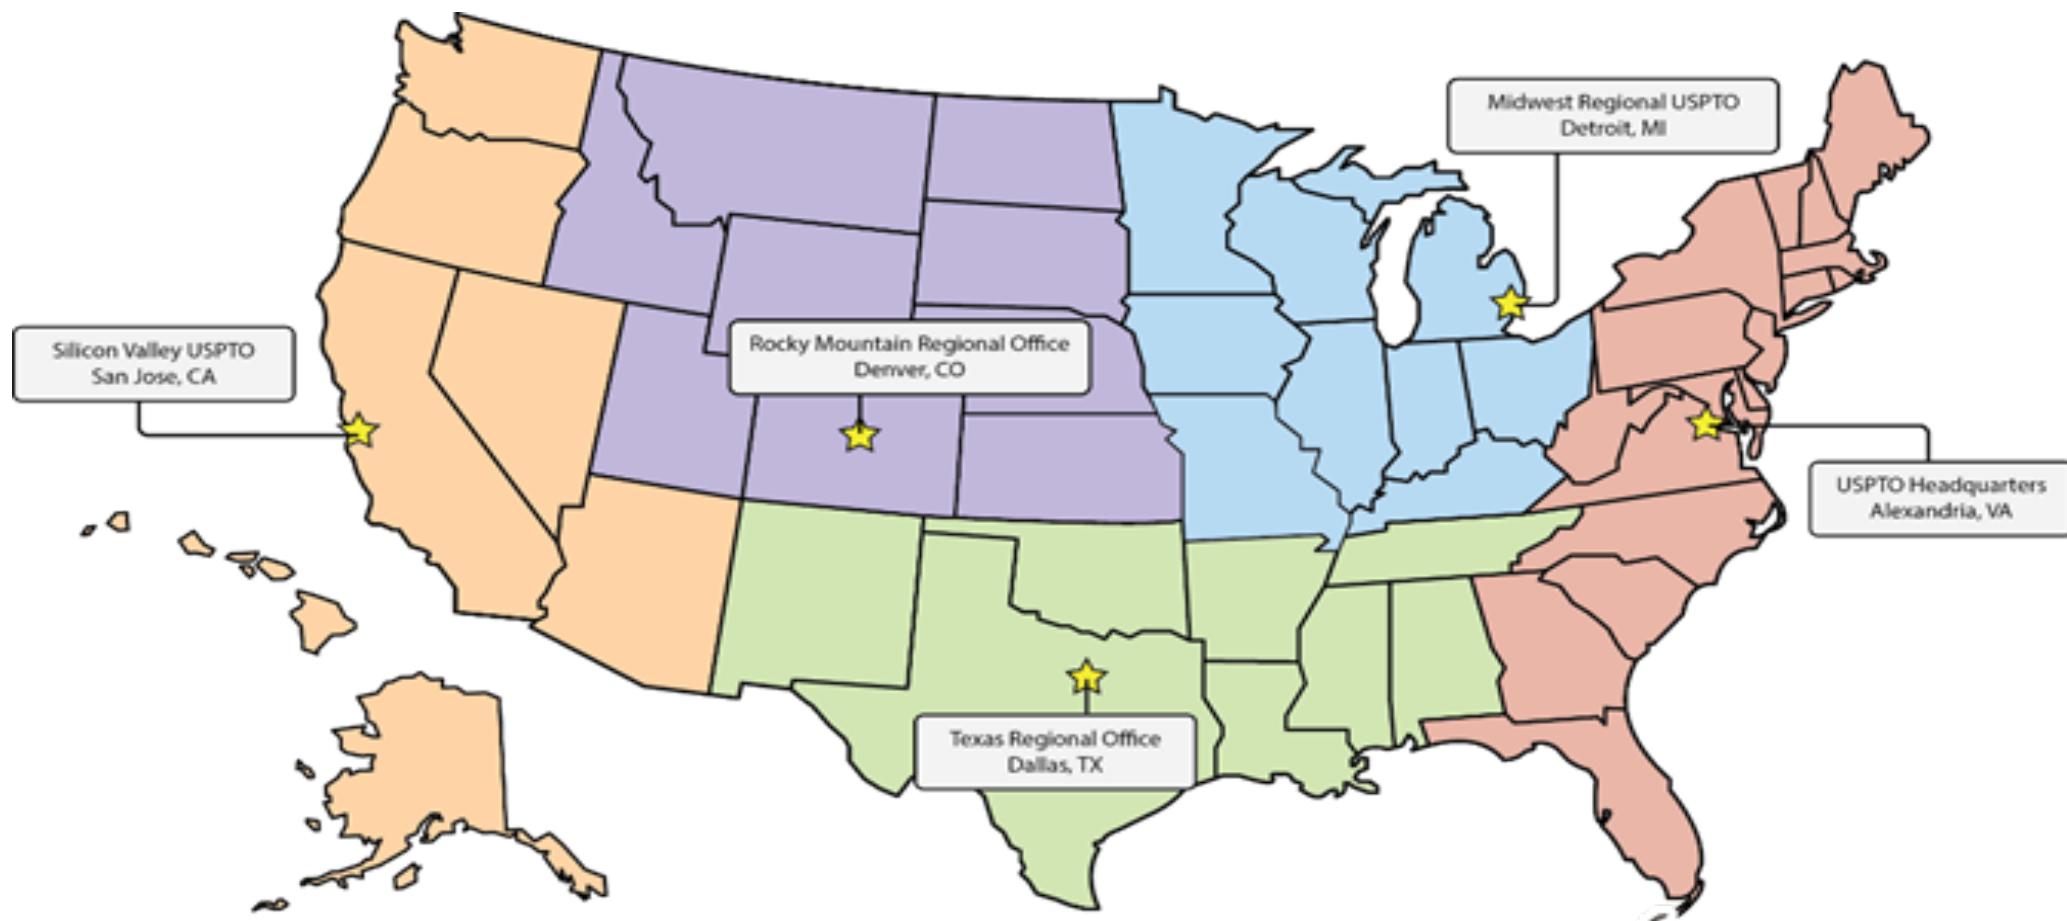 Midwest Regional USPTO
Detroit, MI
Silicon Valley USPTO
San Jose, CA
Rocky Mountain Regional Office
Denver, CO
USPTO Headquarters
Alexandria, VA
Texas Regional Office
Dallas, TX